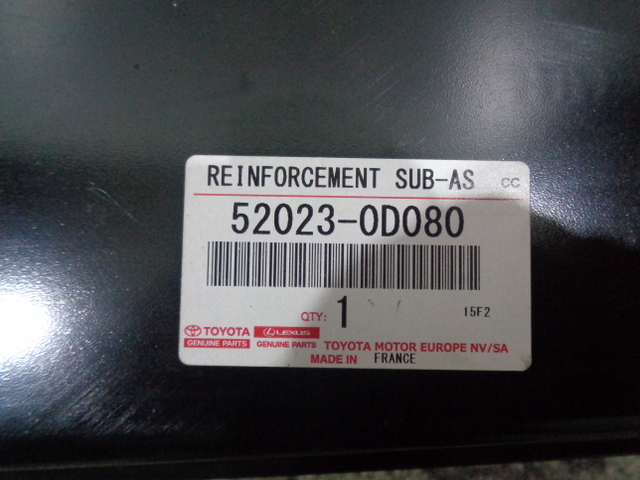 REINFORCEMENT SUB-AS CC
52023-0D080
QTY: 1 15F2
TOYOTA LEXUS
GENUINE PARTS GENUINE PARTS TOYOTA MOTOR EUROPE NV/SA
MADE IN FRANCE